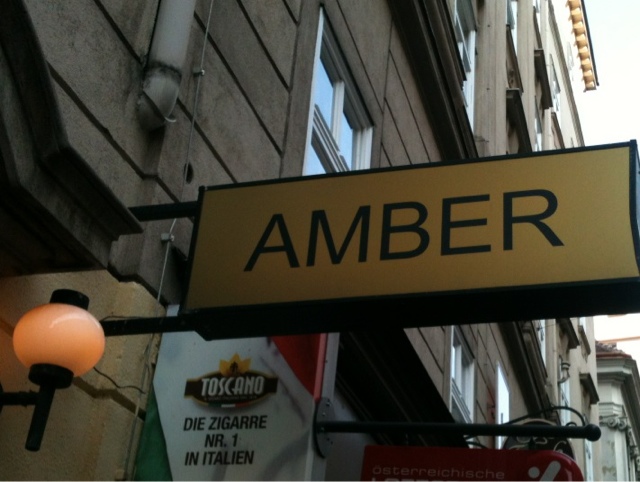 AMBER
TOSCANO
DIE ZIGARRE
NR. 1
IN ITALIEN
österreichische